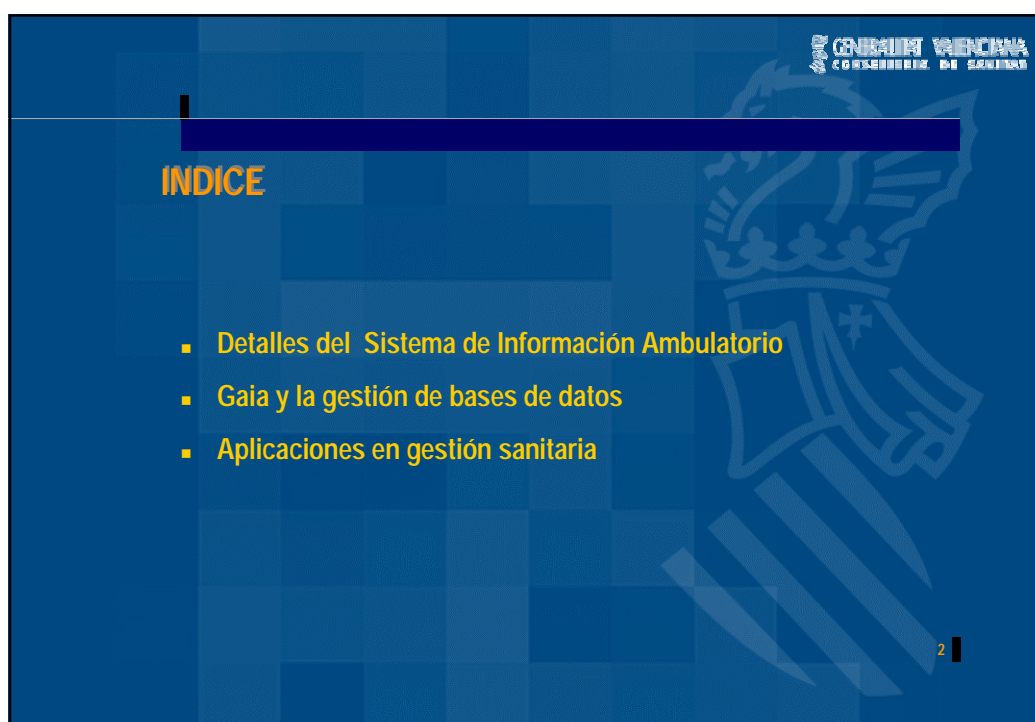 GENERALITAT VALENCIANA
CONSELLERIA DE SANITAT
INDICE
Detalles del Sistema de Información Ambulatorio
Gaia y la gestión de bases de datos
Aplicaciones en gestión sanitaria
2